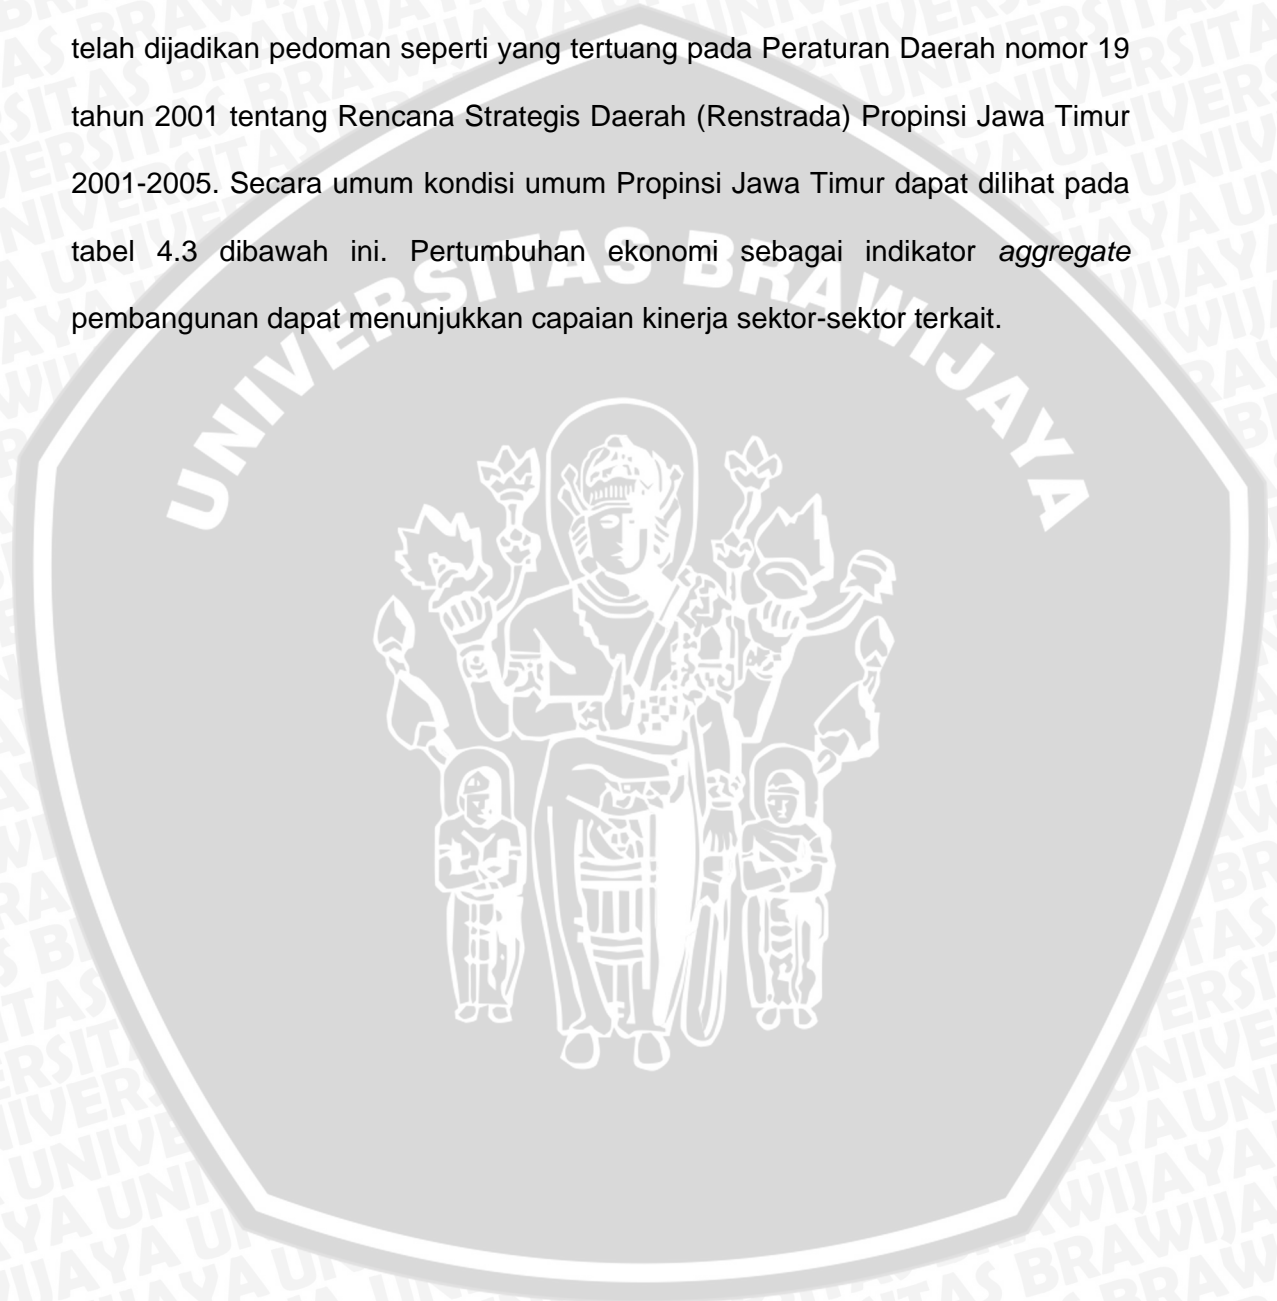 telah dijadikan pedoman seperti yang tertuang pada Peraturan Daerah nomor 19
tahun 2001 tentang Rencana Strategis Daerah (Renstrada) Propinsi Jawa Timur
2001-2005. Secara umum kondisi umum Propinsi Jawa Timur dapat dilihat pada
tabel 4.3 dibawah ini. Pertumbuhan ekonomi sebagai indikator aggregate
pembangunan dapat menunjukkan capaian kinerja sektor-sektor terkait.
UNIVERSITAS BRAWIJAYA